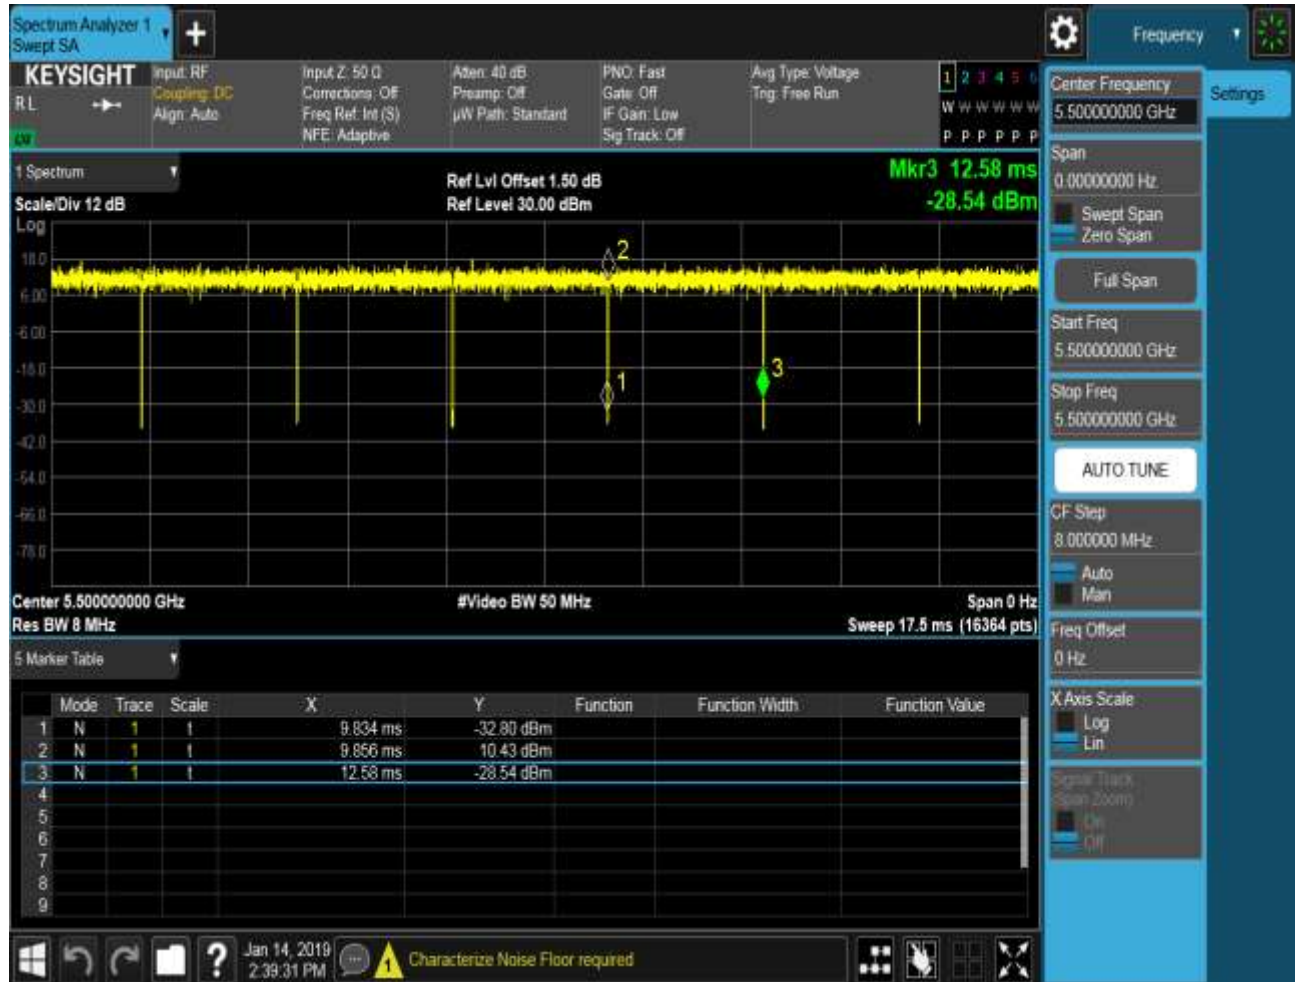 Spectrum Analyzer 1
Swept SA
Frequency
KEYSIGHT
RL
Input: RF
Coupling: DC
Align: Auto
Input Z: 50 Ω
Corrections: Off
Freq Ref: Int (S)
NFE: Adaptive
Atten: 40 dB
Preamp: Off
µW Path: Standard
PNO: Fast
Gate: Off
IF Gain: Low
Sig Track: Off
Avg Type: Voltage
Trig: Free Run
1 2 3 4 5 6
W W W W W W
P P P P P P
1 Spectrum
Scale/Div 12 dB
Log
Ref Lvl Offset 1.50 dB
Ref Level 30.00 dBm
Mkr3 12.58 ms
-28.54 dBm
18.0
6.00
-6.00
-18.0
-30.0
-42.0
-54.0
-66.0
-78.0
2
1
3
Center 5.500000000 GHz
#Video BW 50 MHz
Span 0 Hz
Res BW 8 MHz
Sweep 17.5 ms (16364 pts)
5 Marker Table
Mode Trace Scale X Y Function Function Width Function Value
1 N 1 t 9.834 ms -32.80 dBm
2 N 1 t 9.856 ms 10.43 dBm
3 N 1 t 12.58 ms -28.54 dBm
4
5
6
7
8
9
Jan 14, 2019
2:39:31 PM
Characterize Noise Floor required
Center Frequency
5.500000000 GHz
Settings
Span
0.00000000 Hz
Swept Span
Zero Span
Full Span
Start Freq
5.500000000 GHz
Stop Freq
5.500000000 GHz
AUTO TUNE
CF Step
8.000000 MHz
Auto
Man
Freq Offset
0 Hz
X Axis Scale
Log
Lin
Signal Track
(Span Zoom)
On
Off